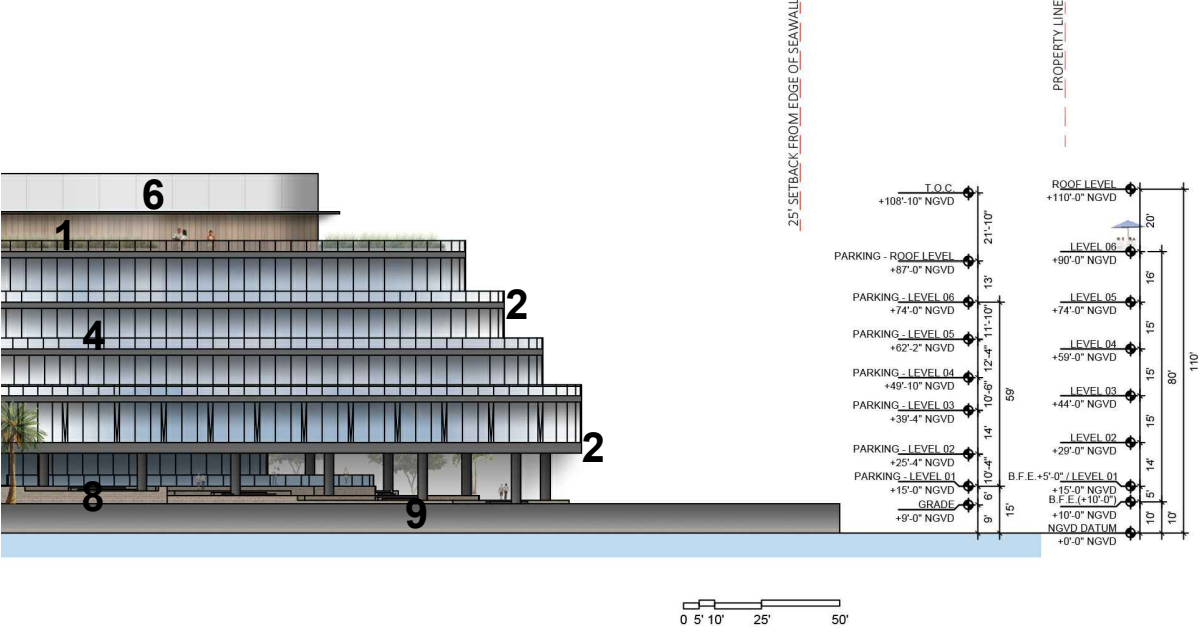 25' SETBACK FROM EDGE OF SEAWALL
PROPERTY LINE
6
1
2
4
2
8
9
T.O.C.
+108'-10" NGVD
21'-10"
PARKING - ROOF LEVEL
+87'-0" NGVD
13'
PARKING - LEVEL 06
+74'-0" NGVD
11'-10"
PARKING - LEVEL 05
+62'-2" NGVD
12'-4"
PARKING - LEVEL 04
+49'-10" NGVD
10'-6"
PARKING - LEVEL 03
+39'-4" NGVD
14'
PARKING - LEVEL 02
+25'-4" NGVD
10'-4"
PARKING - LEVEL 01
+15'-0" NGVD
6'
GRADE
+9'-0" NGVD
9'
59'
15'
ROOF LEVEL
+110'-0" NGVD
20'
LEVEL 06
+90'-0" NGVD
16'
LEVEL 05
+74'-0" NGVD
15'
LEVEL 04
+59'-0" NGVD
15'
LEVEL 03
+44'-0" NGVD
15'
LEVEL 02
+29'-0" NGVD
14'
B.F.E.+5'-0" / LEVEL 01
+15'-0" NGVD
5'
B.F.E.(+10'-0")
+10'-0" NGVD
10'
NGVD DATUM
+0'-0" NGVD
80'
10'
110'
0 5' 10' 25' 50'